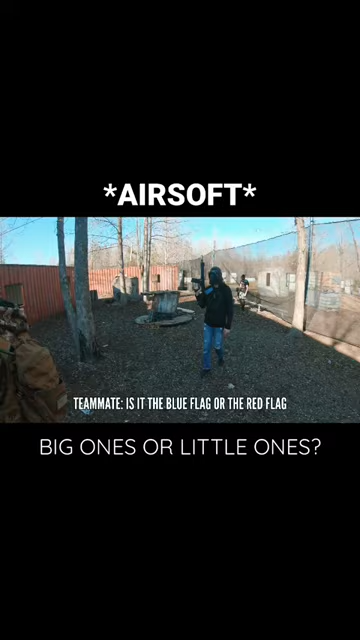 *AIRSOFT*
TEAMMATE: IS IT THE BLUE FLAG OR THE RED FLAG
BIG ONES OR LITTLE ONES?